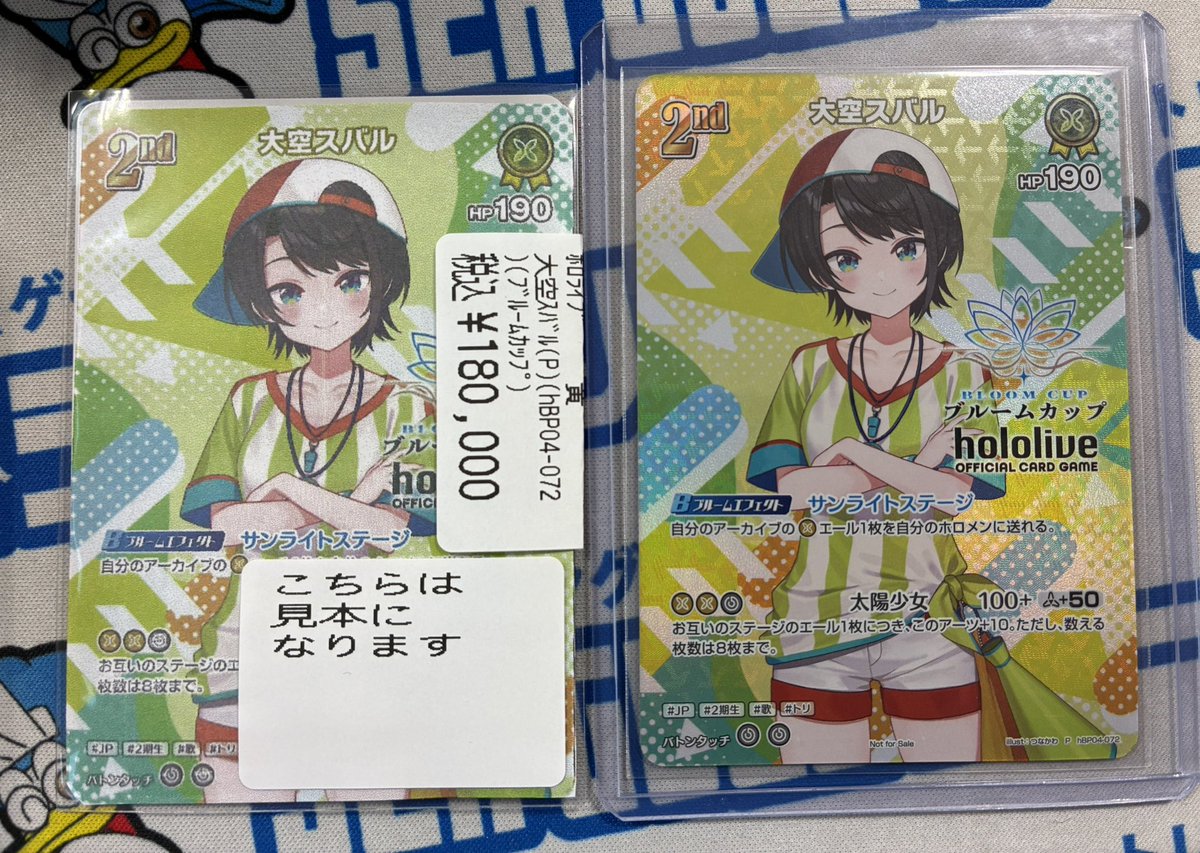 2nd
大空スバル
HP190
ホロライブ 黄
大空ｽﾊﾞﾙ(P)(hBP04-072
)(ﾌﾞﾙｰﾑｶｯﾌﾟ)
税込 ¥180,000
Bブルームエフェクト サンライトステージ
自分のアーカイブの
こちらは
見本に
なります
お互いのステージのエ
枚数は8枚まで。
#JP #2期生 #歌 #トリ
バトンタッチ
2nd
大空スバル
HP190
BLOOM CUP
ブルームカップ
hololive
OFFICIAL CARD GAME
Bブルームエフェクト サンライトステージ
自分のアーカイブのエール1枚を自分のホロメンに送れる。
太陽少女 100+ +50
お互いのステージのエール1枚につき、このアーツ+10。ただし、数える
枚数は8枚まで。
#JP #2期生 #歌 #トリ
バトンタッチ
Not for Sale
illust: つなかわ P hBP04-072